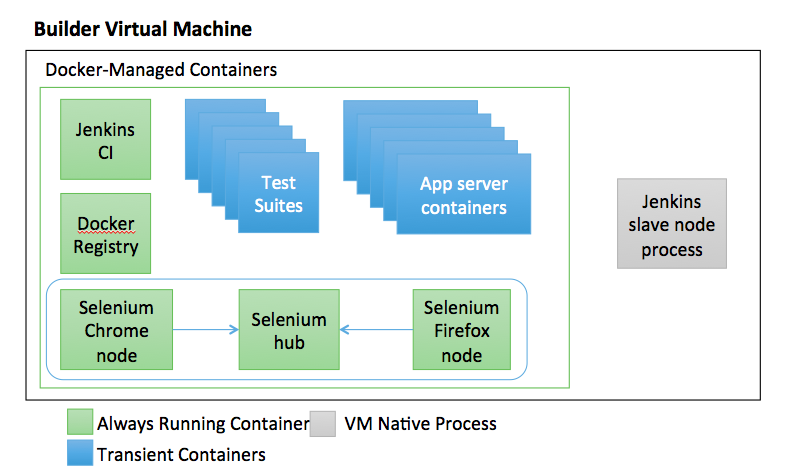 Builder Virtual Machine
Docker-Managed Containers
Jenkins
CI
Test
Suites
App server
containers
Docker
Registry
Jenkins
slave node
process
Selenium
Chrome
node
Selenium
hub
Selenium
Firefox
node
Always Running Container
VM Native Process
Transient Containers